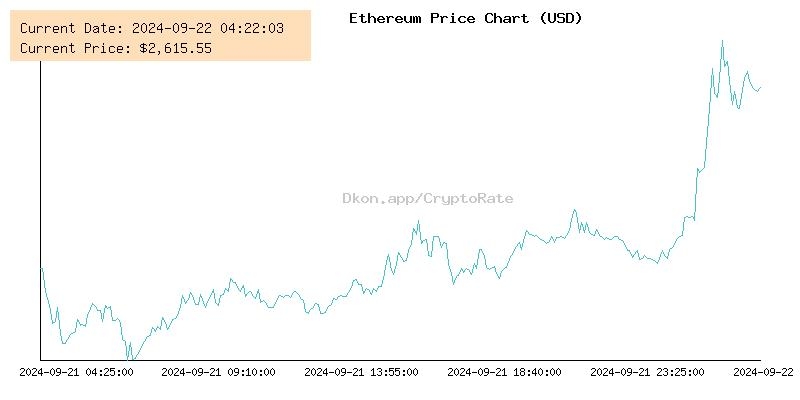 Ethereum Price Chart (USD)
Current Date: 2024-09-22 04:22:03
Current Price: $2,615.55
Dkon.app/CryptoRate
2024-09-21 04:25:00 2024-09-21 09:10:00 2024-09-21 13:55:00 2024-09-21 18:40:00 2024-09-21 23:25:00 2024-09-22